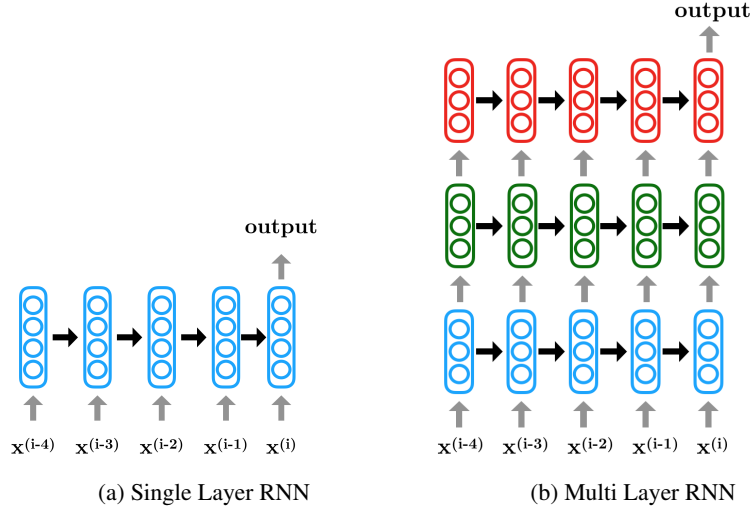 output
output
x(i-4) x(i-3) x(i-2) x(i-1) x(i)
x(i-4) x(i-3) x(i-2) x(i-1) x(i)
(a) Single Layer RNN
(b) Multi Layer RNN